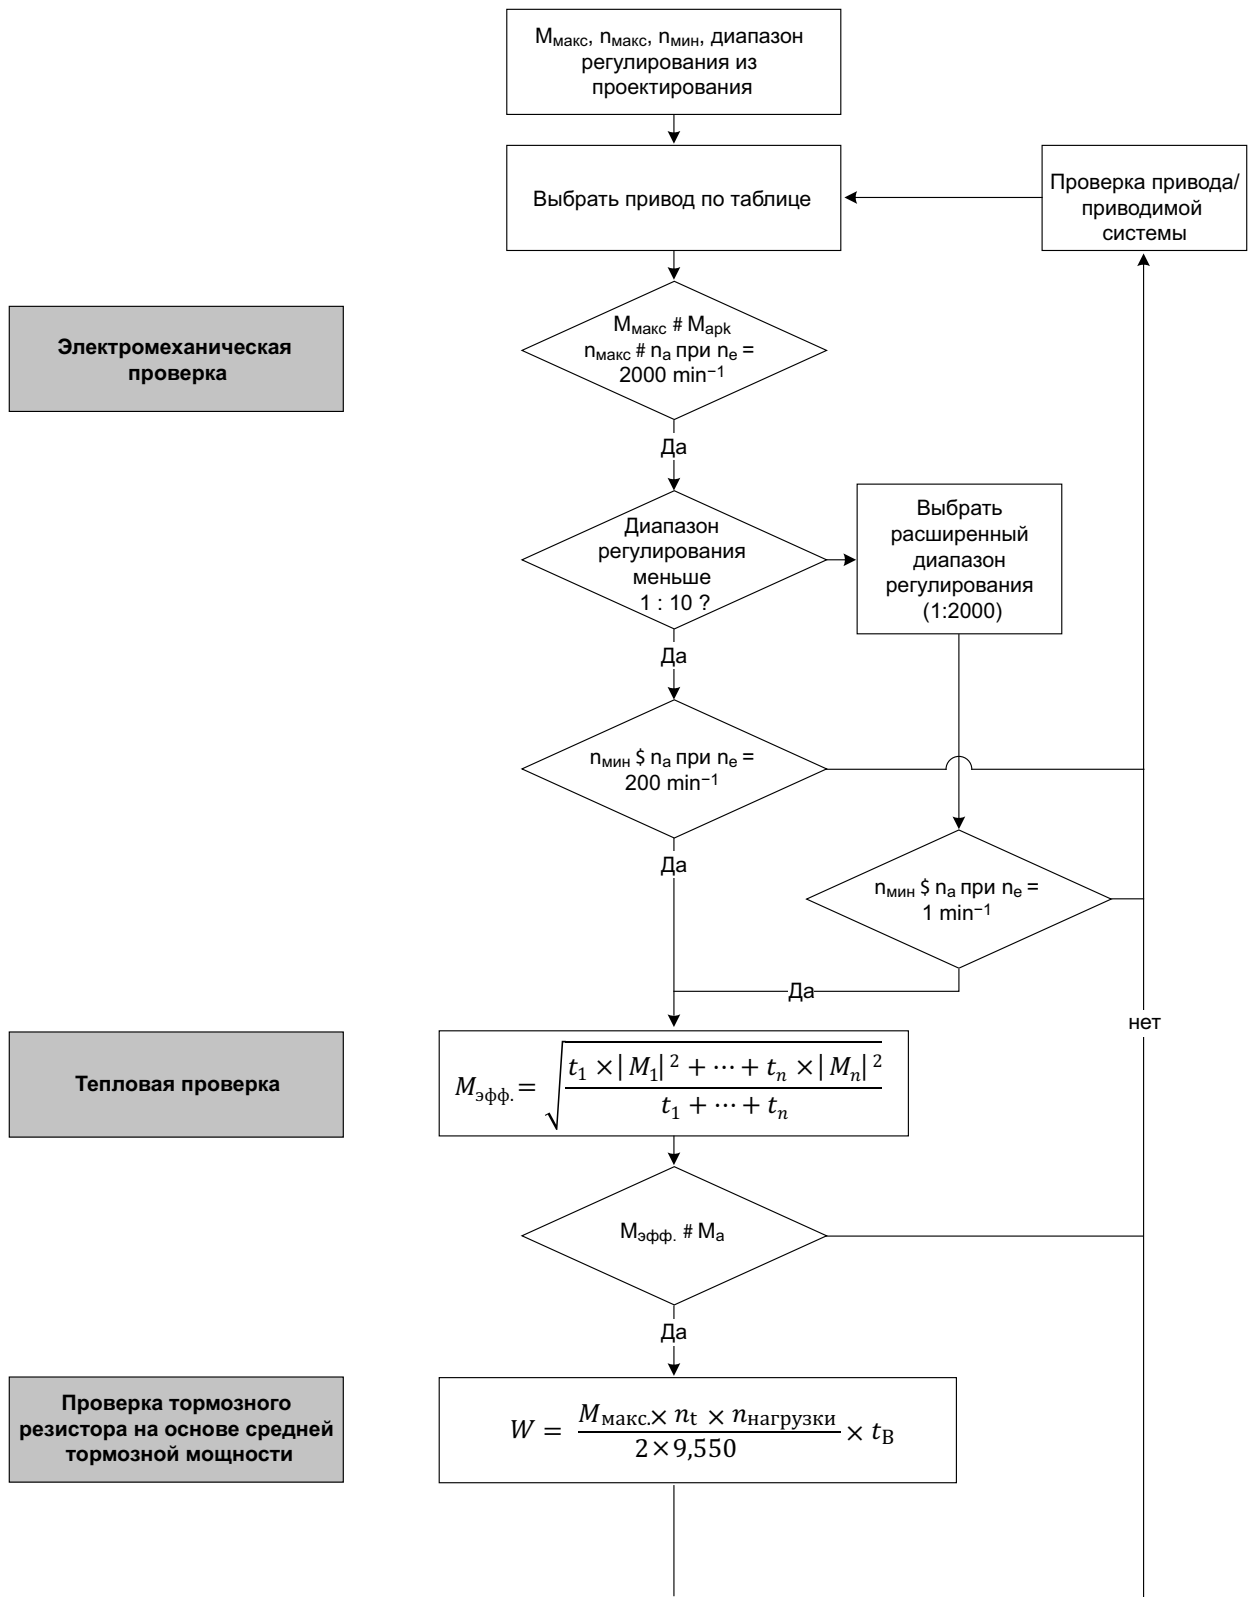 Mмакс, nмакс, nмин, диапазон
регулирования из
проектирования
Выбрать привод по таблице
Проверка привода/
приводимой
системы
Электромеханическая
проверка
Mмакс # Mapk
nмакс # na при ne =
2000 min⁻¹
Да
Диапазон
регулирования
меньше
1 : 10 ?
Выбрать
расширенный
диапазон
регулирования
(1:2000)
Да
nмин $ na при ne =
200 min⁻¹
Да
nмин $ na при ne =
1 min⁻¹
Да
нет
Тепловая проверка
Mэфф. = √((t₁ × |M₁|² + ⋯ + tₙ × |Mₙ|²) / (t₁ + ⋯ + tₙ))
Mэфф. # Ma
Да
Проверка тормозного
резистора на основе средней
тормозной мощности
W = (Mмакс. × nt × nнагрузки) / (2 × 9,550) × tB